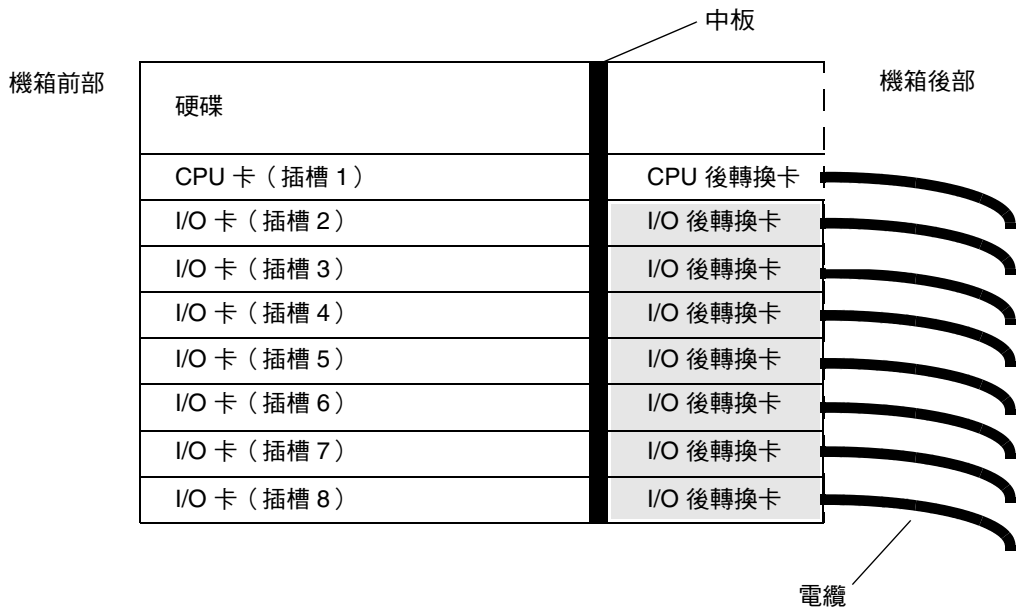 中板
機箱前部
機箱後部
硬碟
CPU 卡（插槽 1）
CPU 後轉換卡
I/O 卡（插槽 2）
I/O 後轉換卡
I/O 卡（插槽 3）
I/O 後轉換卡
I/O 卡（插槽 4）
I/O 後轉換卡
I/O 卡（插槽 5）
I/O 後轉換卡
I/O 卡（插槽 6）
I/O 後轉換卡
I/O 卡（插槽 7）
I/O 後轉換卡
I/O 卡（插槽 8）
I/O 後轉換卡
電纜